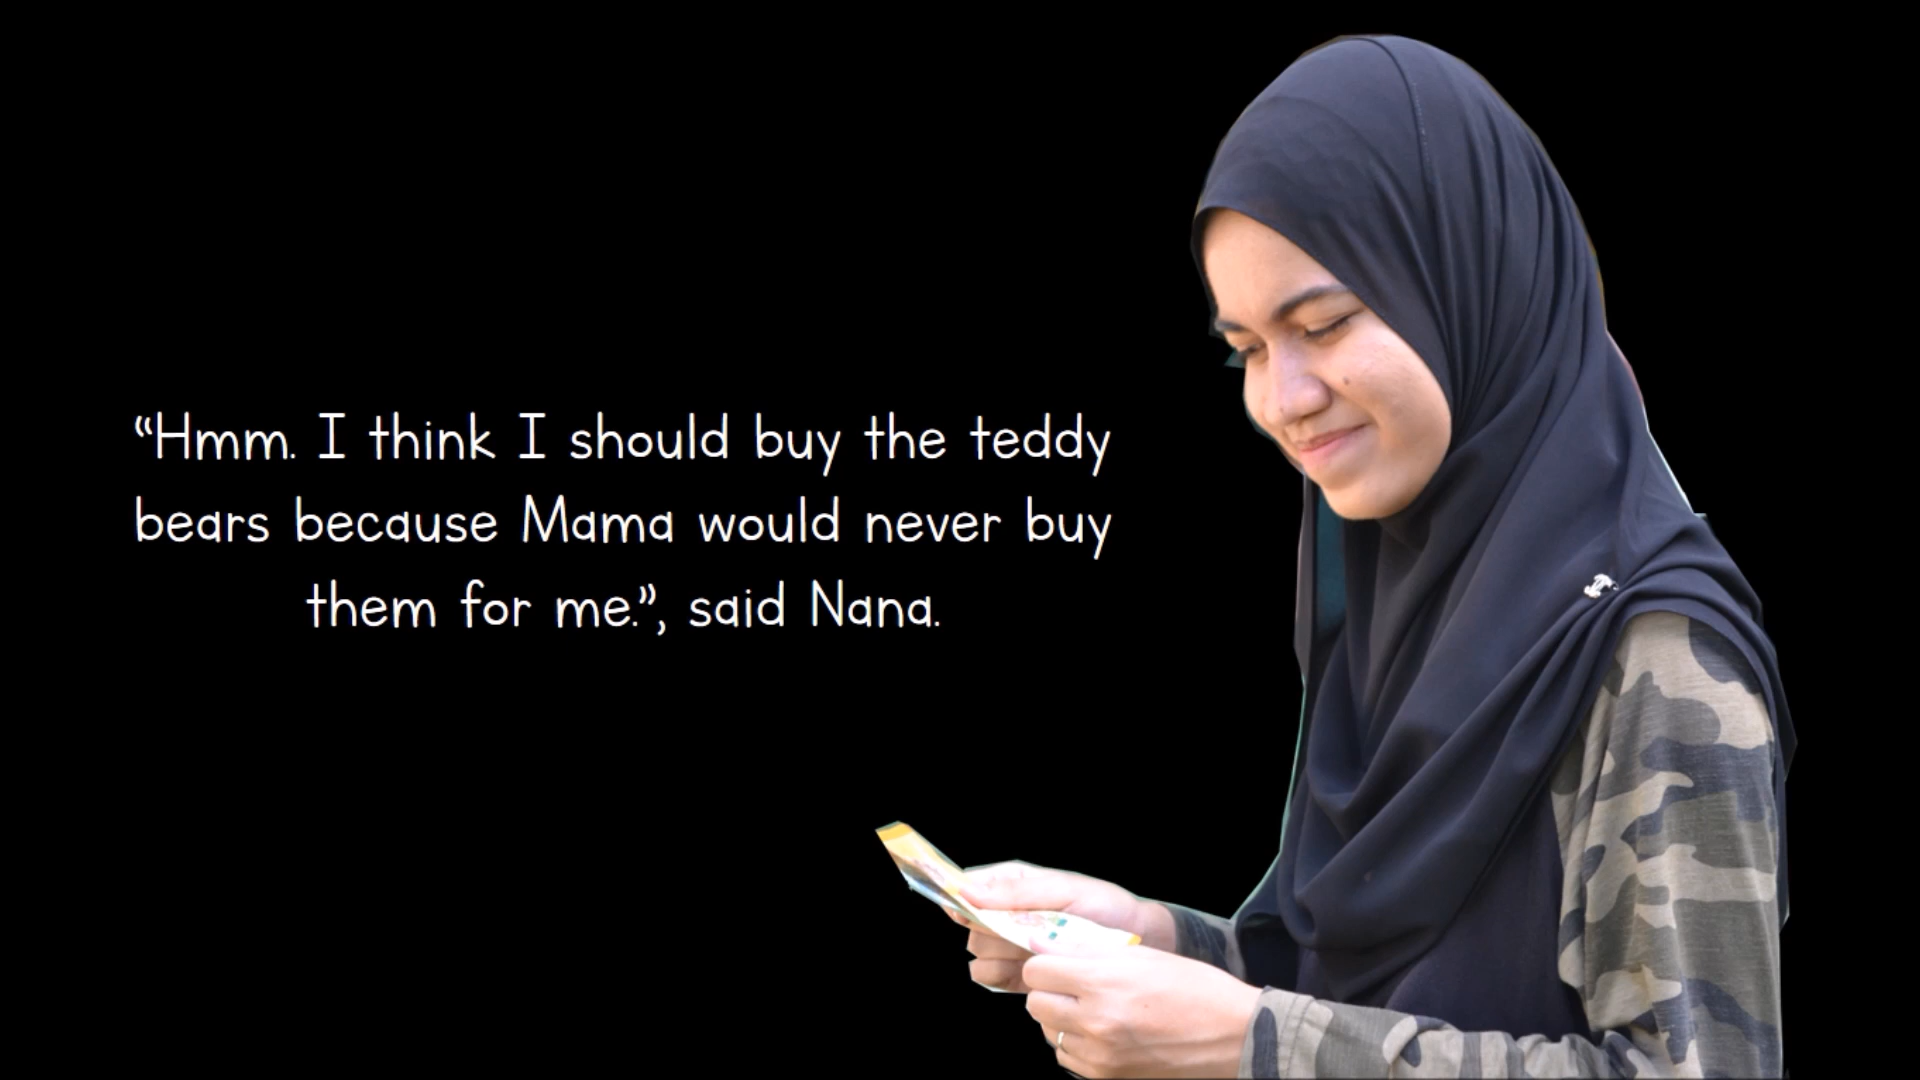 “Hmm. I think I should buy the teddy
bears because Mama would never buy
them for me.”, said Nana.